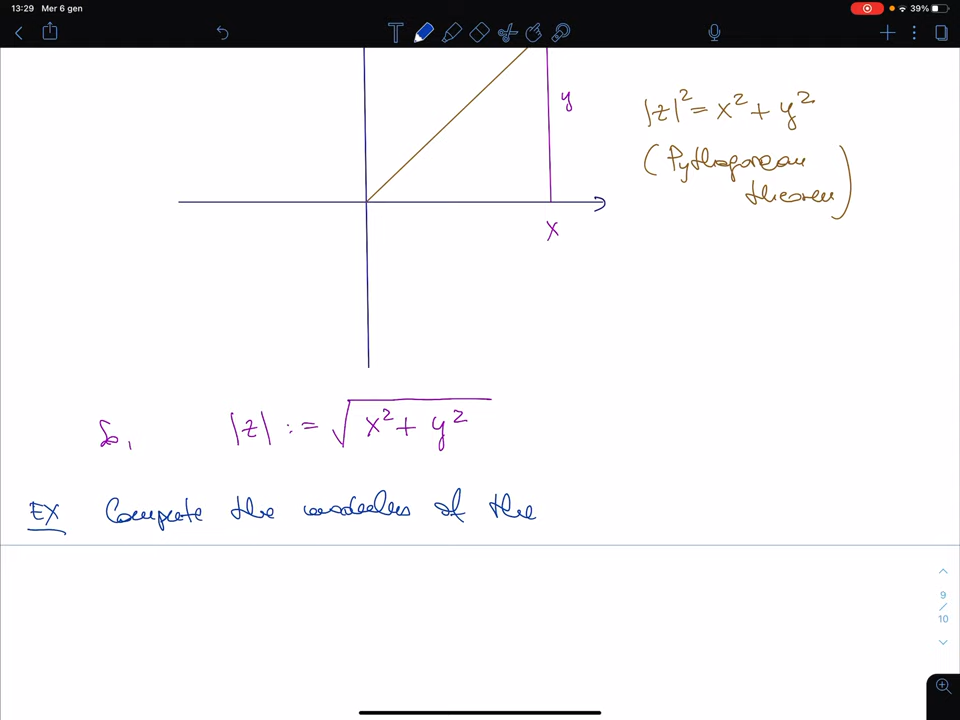 13:29 Mer 6 gen
39%
T
y
|z|² = x² + y²
(Pythagorean
theorem)
x
So, |z| := √x² + y²
EX Compute the modulus of the
9
/
10